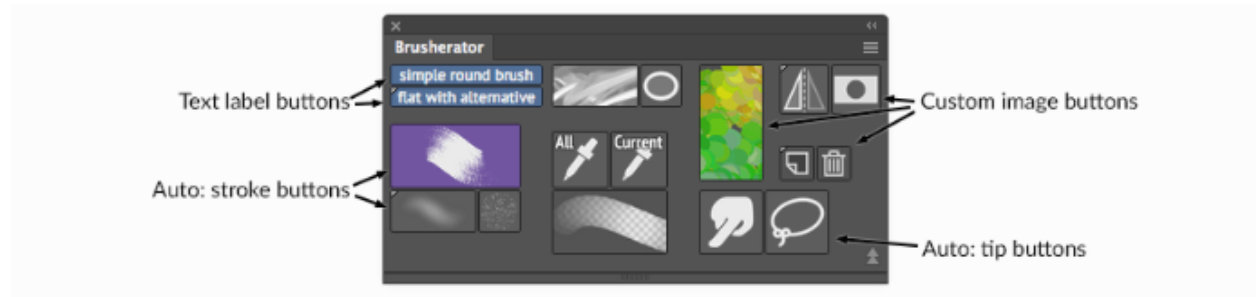 Brusherator
simple round brush
flat with alternative
Text label buttons
Custom image buttons
All
Current
Auto: stroke buttons
Auto: tip buttons